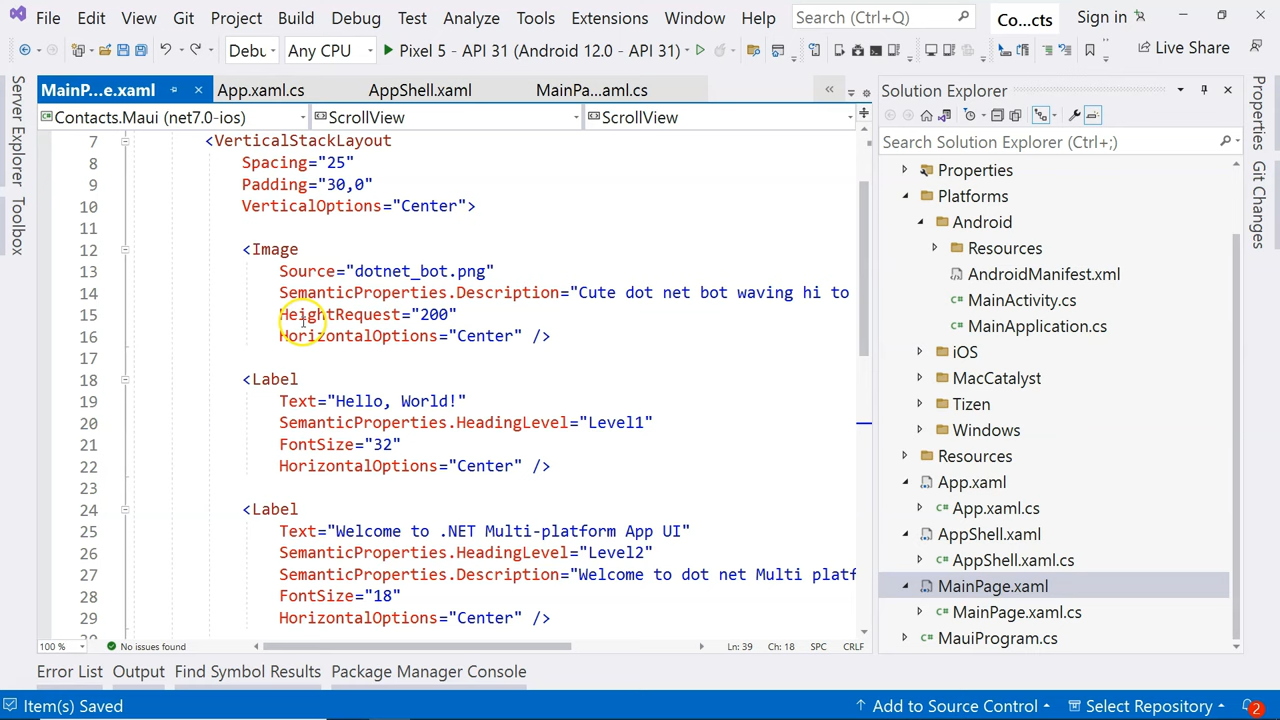 File Edit View Git Project Build Debug Test Analyze Tools Extensions Window Help Search (Ctrl+Q) Co...cts Sign in
Debu Any CPU Pixel 5 - API 31 (Android 12.0 - API 31) Live Share
MainP...e.xaml App.xaml.cs AppShell.xaml MainPa...aml.cs
Contacts.Maui (net7.0-ios) ScrollView ScrollView
7 <VerticalStackLayout
8 Spacing="25"
9 Padding="30,0"
10 VerticalOptions="Center">
11
12 <Image
13 Source="dotnet_bot.png"
14 SemanticProperties.Description="Cute dot net bot waving hi to
15 HeightRequest="200"
16 HorizontalOptions="Center" />
17
18 <Label
19 Text="Hello, World!"
20 SemanticProperties.HeadingLevel="Level1"
21 FontSize="32"
22 HorizontalOptions="Center" />
23
24 <Label
25 Text="Welcome to .NET Multi-platform App UI"
26 SemanticProperties.HeadingLevel="Level2"
27 SemanticProperties.Description="Welcome to dot net Multi platf
28 FontSize="18"
29 HorizontalOptions="Center" />
100 % No issues found Ln: 39 Ch: 18 SPC CRLF
Server Explorer
Toolbox
Solution Explorer
Search Solution Explorer (Ctrl+;)
Properties
Platforms
Android
Resources
AndroidManifest.xml
MainActivity.cs
MainApplication.cs
iOS
MacCatalyst
Tizen
Windows
Resources
App.xaml
App.xaml.cs
AppShell.xaml
AppShell.xaml.cs
MainPage.xaml
MainPage.xaml.cs
MauiProgram.cs
Properties
Git Changes
Error List Output Find Symbol Results Package Manager Console
Item(s) Saved Add to Source Control Select Repository 2